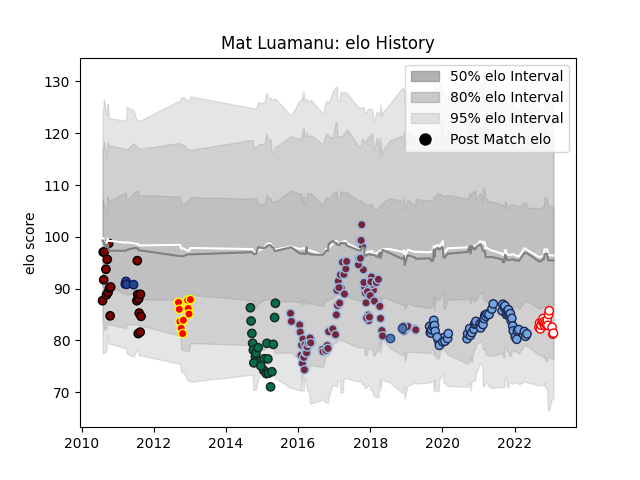 Mat Luamanu: elo History
50% elo Interval
80% elo Interval
95% elo Interval
Post Match elo
elo score
130
120
110
100
90
80
70
2010
2012
2014
2016
2018
2020
2022